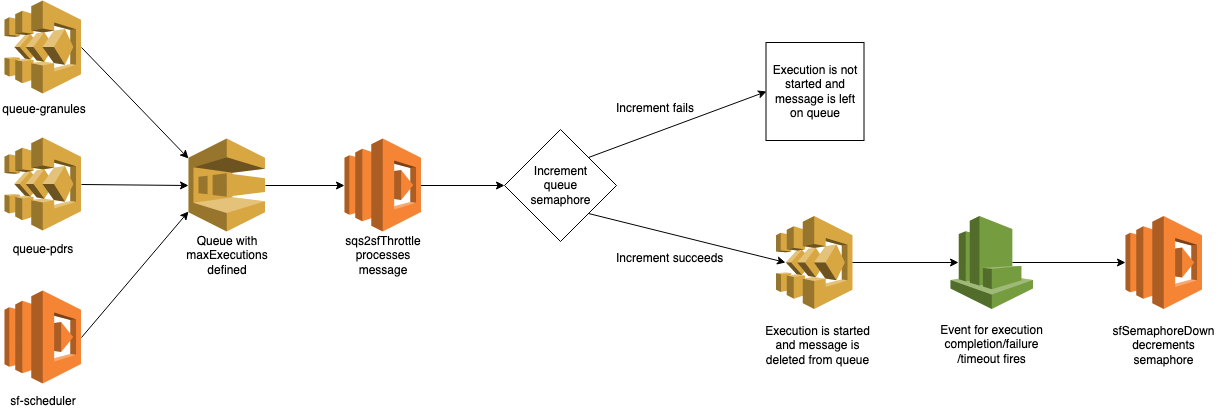 queue-granules
queue-pdrs
sf-scheduler
Queue with
maxExecutions
defined
sqs2sfThrottle
processes
message
Increment
queue
semaphore
Increment fails
Execution is not
started and
message is left
on queue
Increment succeeds
Execution is started
and message is
deleted from queue
Event for execution
completion/failure
/timeout fires
sfSemaphoreDown
decrements
semaphore